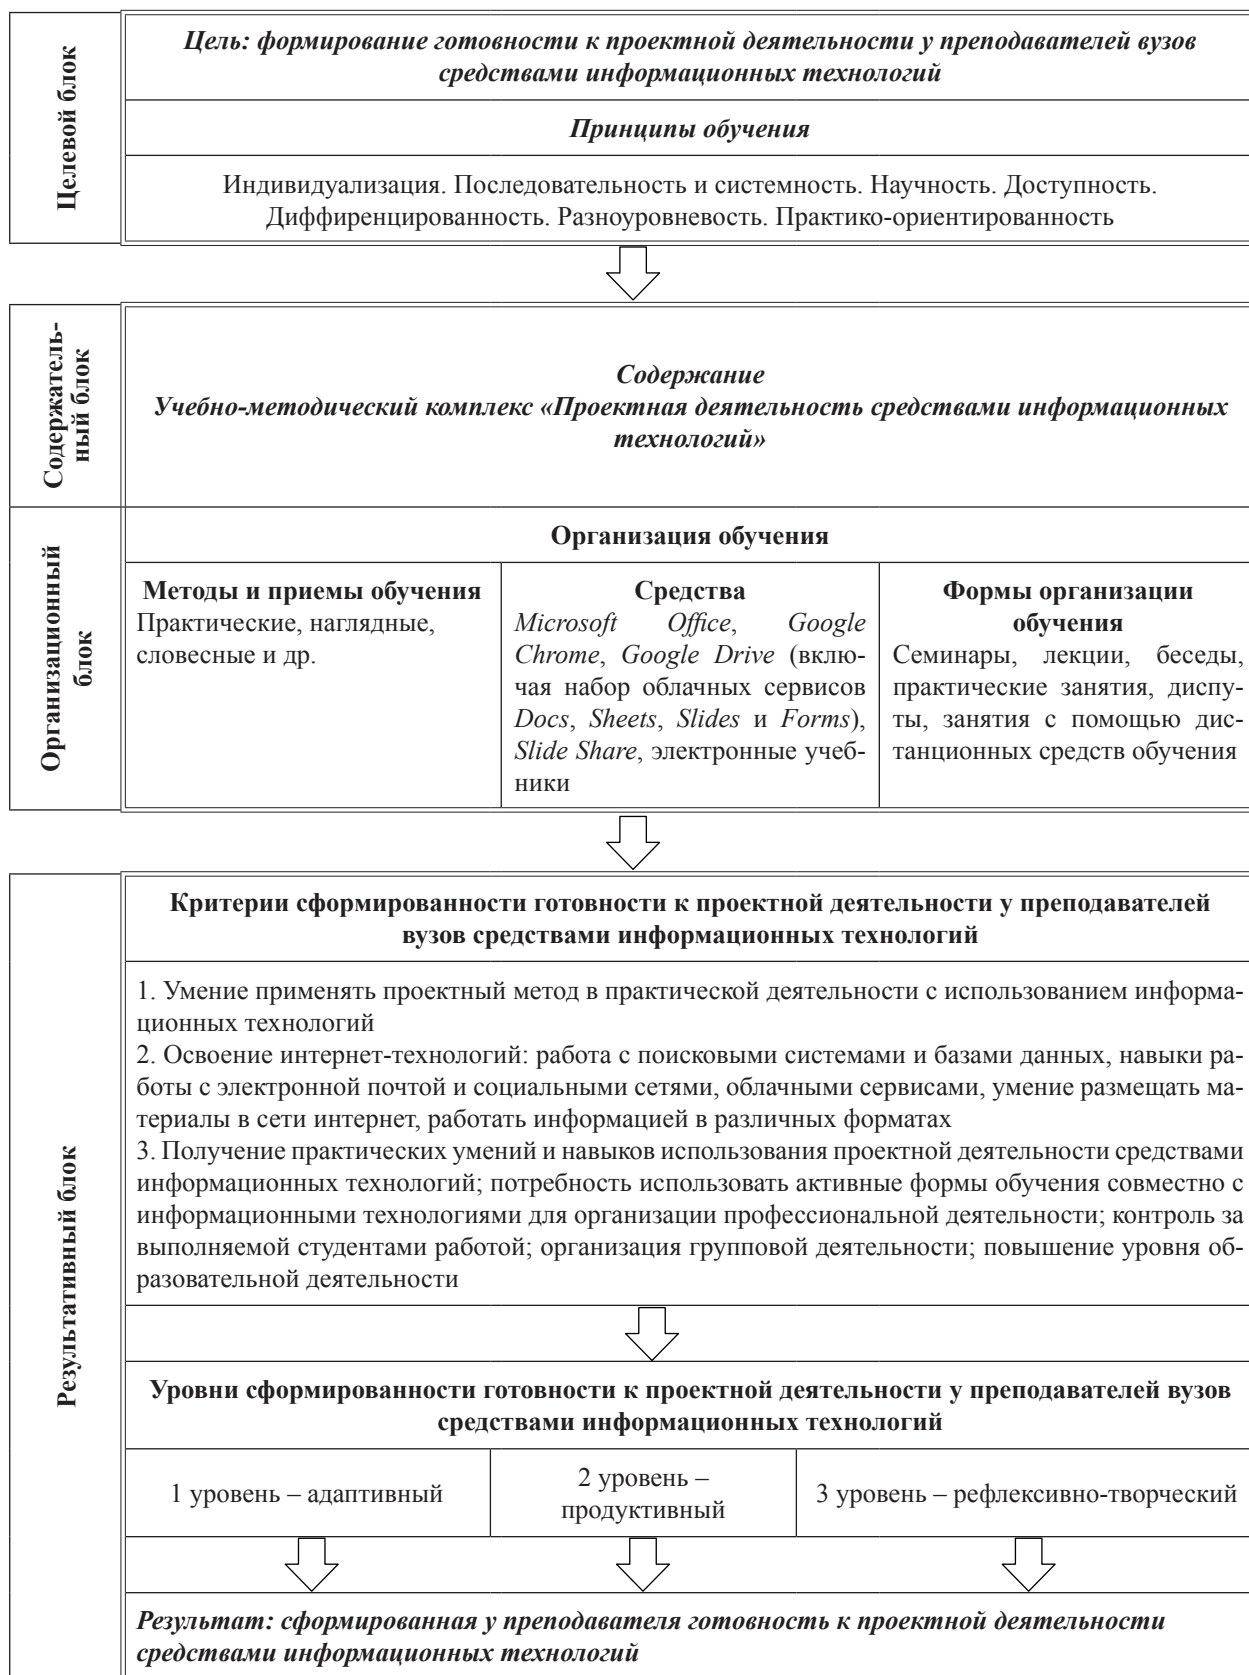 Целевой блок
Цель: формирование готовности к проектной деятельности у преподавателей вузов
средствами информационных технологий
Принципы обучения
Индивидуализация. Последовательность и системность. Научность. Доступность.
Диффиренцированность. Разноуровневость. Практико-ориентированность
Содержатель-
ный блок
Содержание
Учебно-методический комплекс «Проектная деятельность средствами информационных
технологий»
Организационный
блок
Организация обучения
Методы и приемы обучения
Практические, наглядные,
словесные и др.
Средства
Microsoft Office, Google
Chrome, Google Drive (вклю-
чая набор облачных сервисов
Docs, Sheets, Slides и Forms),
Slide Share, электронные учеб-
ники
Формы организации
обучения
Семинары, лекции, беседы,
практические занятия, диспу-
ты, занятия с помощью дис-
танционных средств обучения
Результативный блок
Критерии сформированности готовности к проектной деятельности у преподавателей
вузов средствами информационных технологий
1. Умение применять проектный метод в практической деятельности с использованием информа-
ционных технологий
2. Освоение интернет-технологий: работа с поисковыми системами и базами данных, навыки ра-
боты с электронной почтой и социальными сетями, облачными сервисами, умение размещать ма-
териалы в сети интернет, работать информацией в различных форматах
3. Получение практических умений и навыков использования проектной деятельности средствами
информационных технологий; потребность использовать активные формы обучения совместно с
информационными технологиями для организации профессиональной деятельности; контроль за
выполняемой студентами работой; организация групповой деятельности; повышение уровня об-
разовательной деятельности
Уровни сформированности готовности к проектной деятельности у преподавателей вузов
средствами информационных технологий
1 уровень – адаптивный
2 уровень –
продуктивный
3 уровень – рефлексивно-творческий
Результат: сформированная у преподавателя готовность к проектной деятельности
средствами информационных технологий